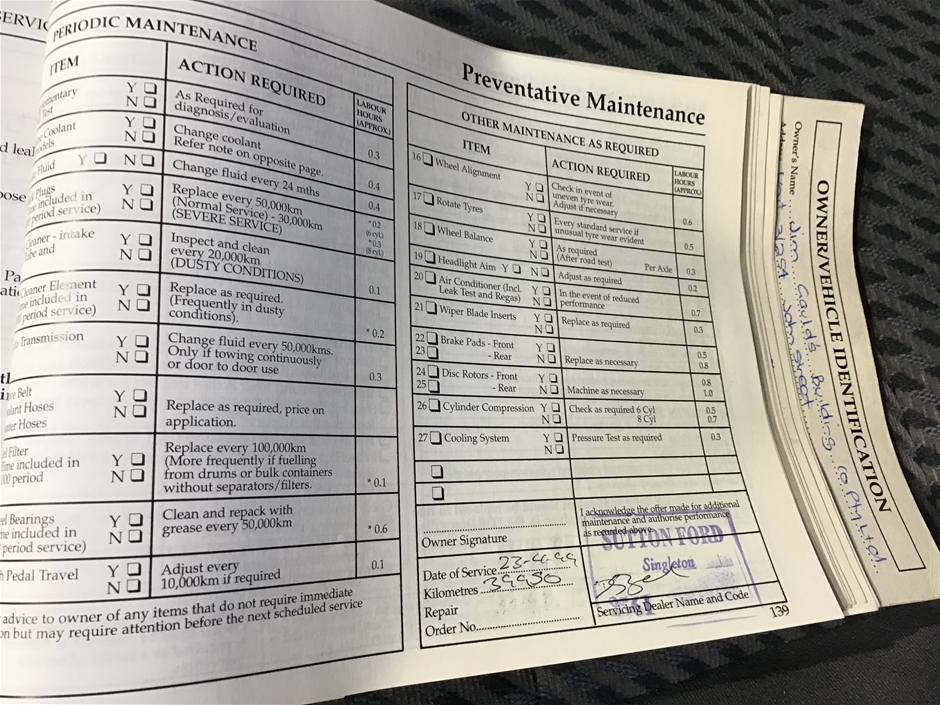 PERIODIC MAINTENANCE
ITEM
ACTION REQUIRED
LABOUR
HOURS
(APPROX.)
Y N
As Required for
diagnosis/evaluation
0.3
Coolant
models
Y N
Change coolant
Refer note on opposite page.
0.4
Fluid Y N
Change fluid every 24 mths
0.4
Plugs
included in
period service)
Y N
Replace every 50,000km
(Normal Service) - 30,000km
(SEVERE SERVICE)
*0.2
(6 cyl.)
*0.3
(8 cyl.)
Cleaner - intake
and
Y N
Inspect and clean
every 20,000km
(DUSTY CONDITIONS)
0.1
Cleaner Element
included in
period service)
Y N
Replace as required.
(Frequently in dusty
conditions).
*0.2
Transmission
Y N
Change fluid every 50,000kms.
Only if towing continuously
or door to door use
0.3
Belt
Hoses
Hoses
Y N
Replace as required, price on
application.
Filter
included in
period
Y N
Replace every 100,000km
(More frequently if fuelling
from drums or bulk containers
without separators/filters.
*0.1
Bearings
included in
period service)
Y N
Clean and repack with
grease every 50,000km
*0.6
Pedal Travel
Y N
Adjust every
10,000km if required
0.1
advice to owner of any items that do not require immediate
but may require attention before the next scheduled service
Preventative Maintenance
OTHER MAINTENANCE AS REQUIRED
ITEM
ACTION REQUIRED
LABOUR
HOURS
(APPROX)
16 Wheel Alignment
Y N
Check in event of
uneven tyre wear.
Adjust if necessary
0.6
17 Rotate Tyres
Y N
Every standard service if
unusual tyre wear evident
0.5
18 Wheel Balance
Y N
As required
(After road test) Per Axle
0.3
19 Headlight Aim Y N
Adjust as required
0.2
20 Air Conditioner (Incl.
Leak Test and Regas)
Y N
In the event of reduced
performance
0.7
21 Wiper Blade Inserts
Y N
Replace as required
0.3
22 Brake Pads - Front
23 - Rear
Y N
Replace as necessary
0.5
0.8
24 Disc Rotors - Front
25 - Rear
Y N
Machine as necessary
0.8
1.0
26 Cylinder Compression
Y N
Check as required 6 Cyl
8 Cyl
0.5
0.7
27 Cooling System
Y N
Pressure Test as required
0.3
Owner Signature
I acknowledge the offer made for additional
maintenance and authorise performance
as recorded above.
SUTTON FORD
Singleton
Date of Service 23-4-99
Kilometres 39950
Repair
Order No.
Servicing Dealer Name and Code
139
OWNER/VEHICLE IDENTIFICATION
Owner's Name Jim Gauld's Building Co Pty Ltd.
John Street